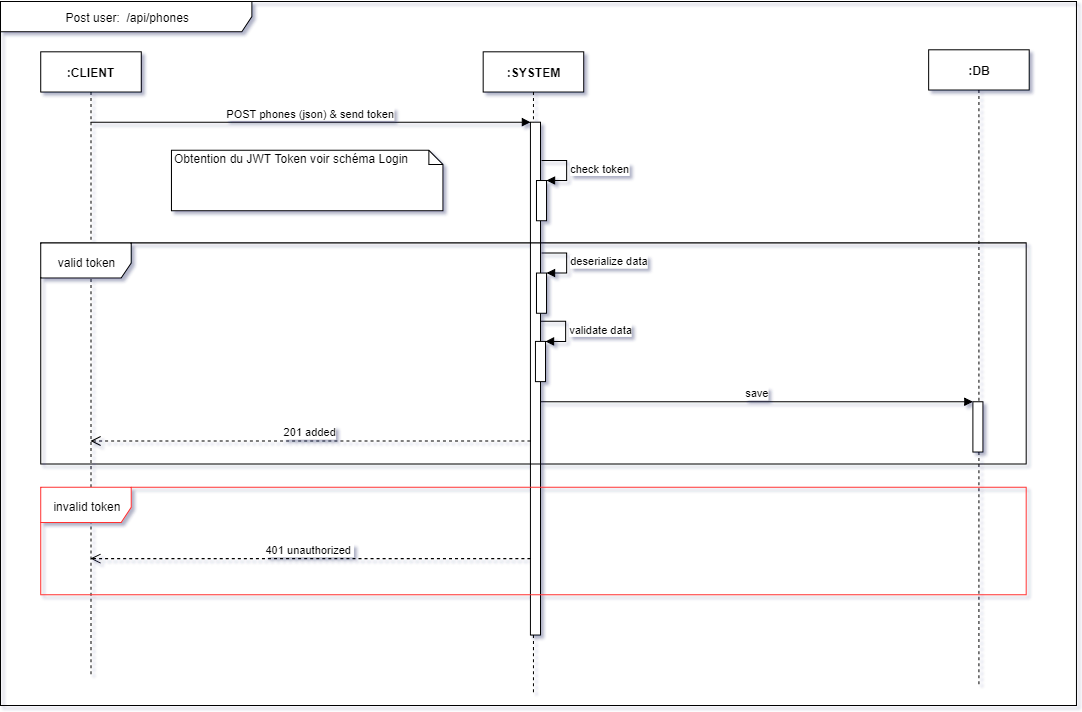 Post user:  /api/phones
:CLIENT
:SYSTEM
:DB
POST phones (json) & send token
Obtention du JWT Token voir schéma Login
check token
valid token
deserialize data
validate data
save
201 added
invalid token
401 unauthorized